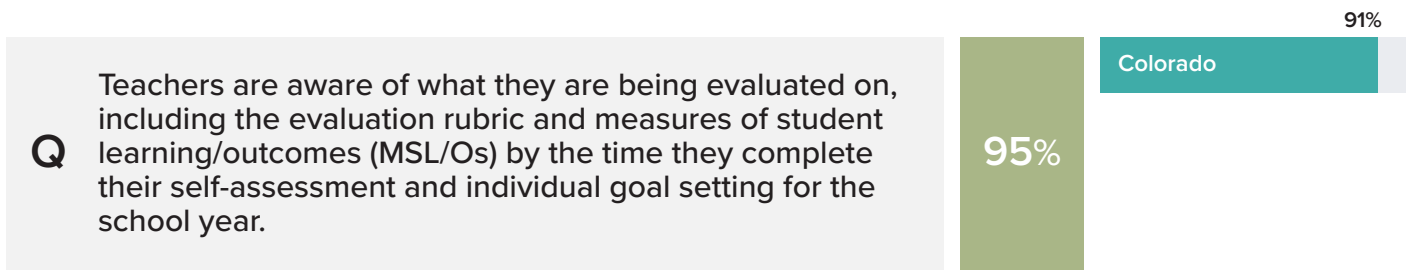 91%
Teachers are aware of what they are being evaluated on,
including the evaluation rubric and measures of student
Q learning/outcomes (MSL/Os) by the time they complete
their self-assessment and individual goal setting for the
school year.
95%
Colorado